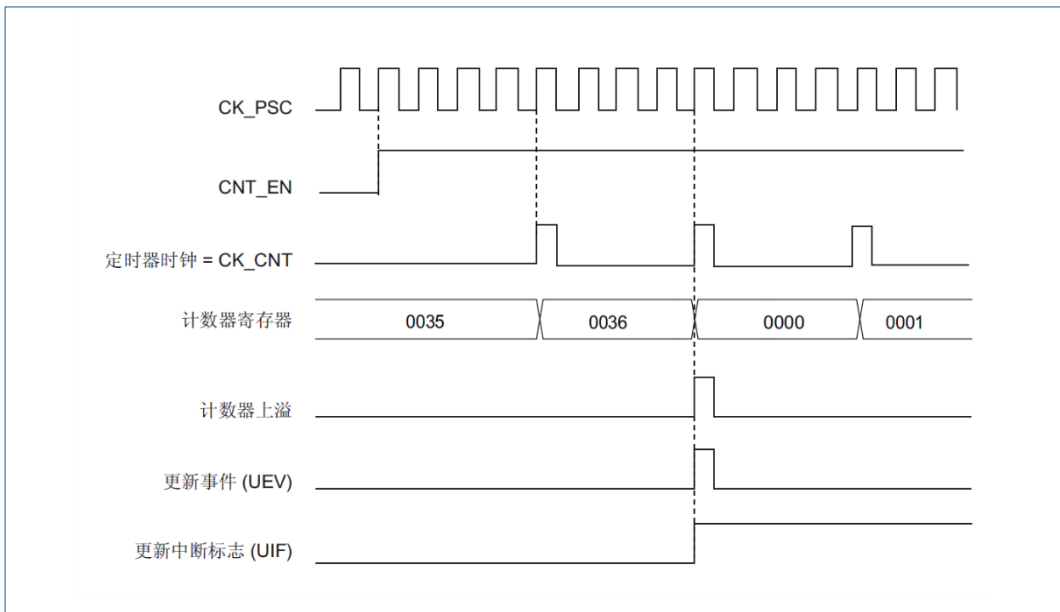 CK_PSC
CNT_EN
定时器时钟 = CK_CNT
计数器寄存器 0035 0036 0000 0001
计数器上溢
更新事件 (UEV)
更新中断标志 (UIF)